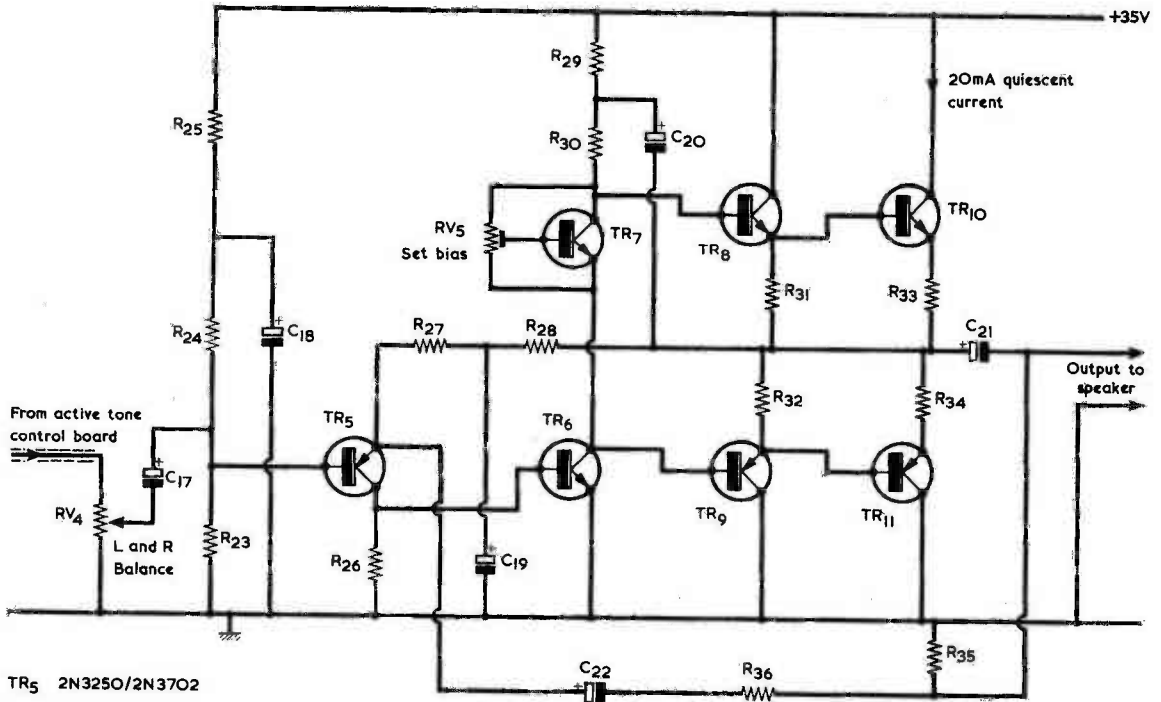 +35V
R29
20mA quiescent
current
R25
R30
C20
RV5
Set bias
TR7
TR8
TR10
R31
R33
R24
C18
R27
R28
C21
Output to
speaker
From active tone
control board
TR5
TR6
R32
R34
C17
TR9
TR11
RV4
L and R
Balance
R23
R26
C19
R35
C22
R36
TR5 2N3250/2N3702